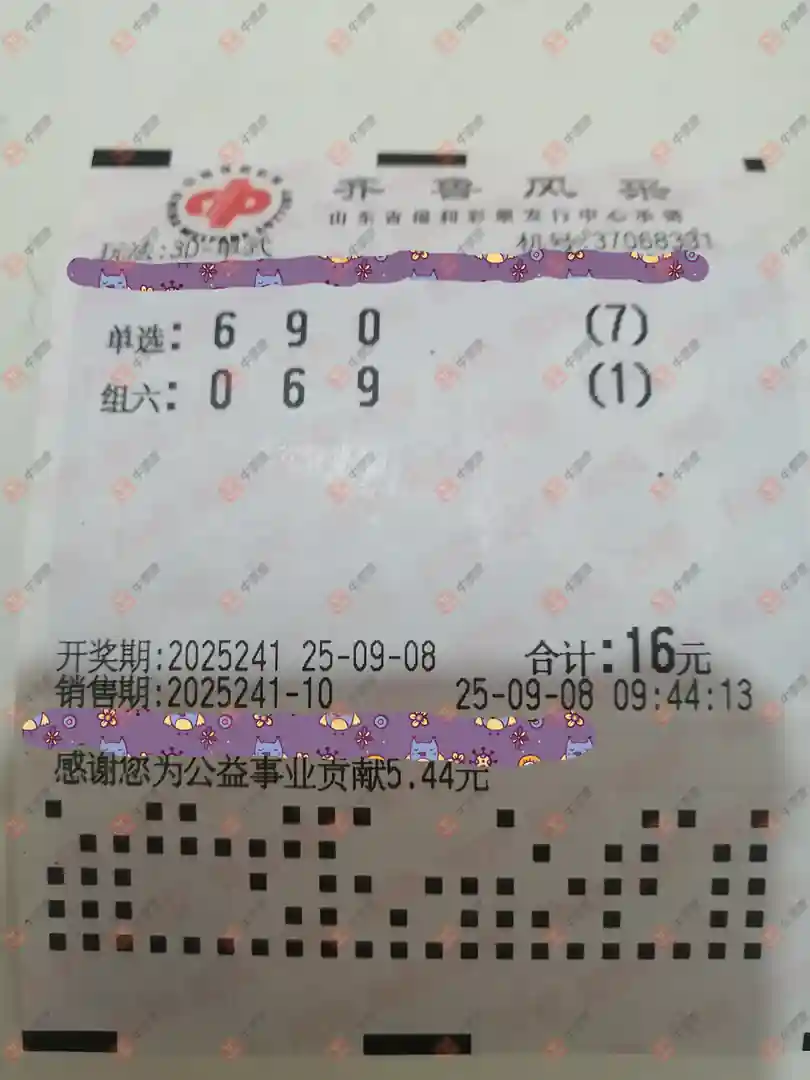 齐鲁风采
山东省福利彩票发行中心承销
机号:37068331
单选: 6 9 0 (7)
组六: 0 6 9 (1)
开奖期:2025241 25-09-08 合计:16元
销售期:2025241-10 25-09-08 09:44:13
感谢您为公益事业贡献5.44元